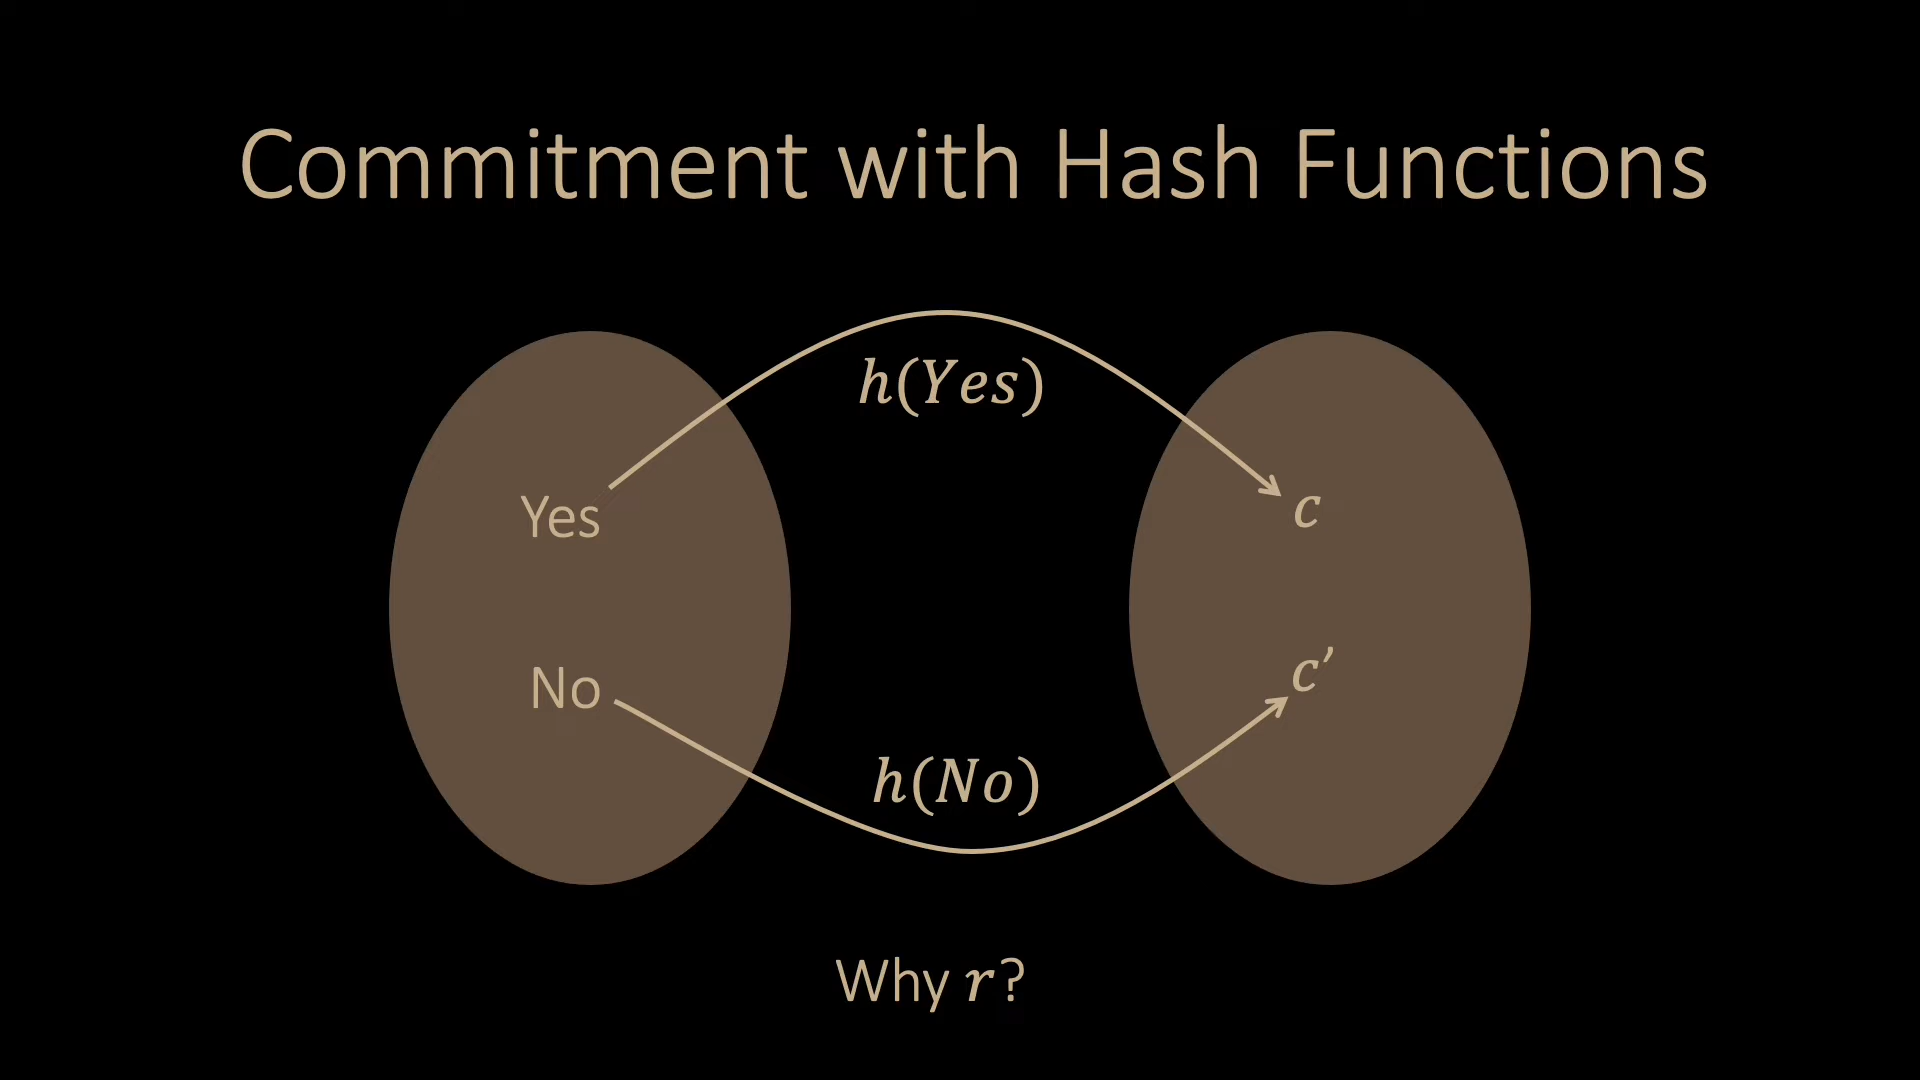 Commitment with Hash Functions
h(Yes)
Yes
c
No
c′
h(No)
Why r?